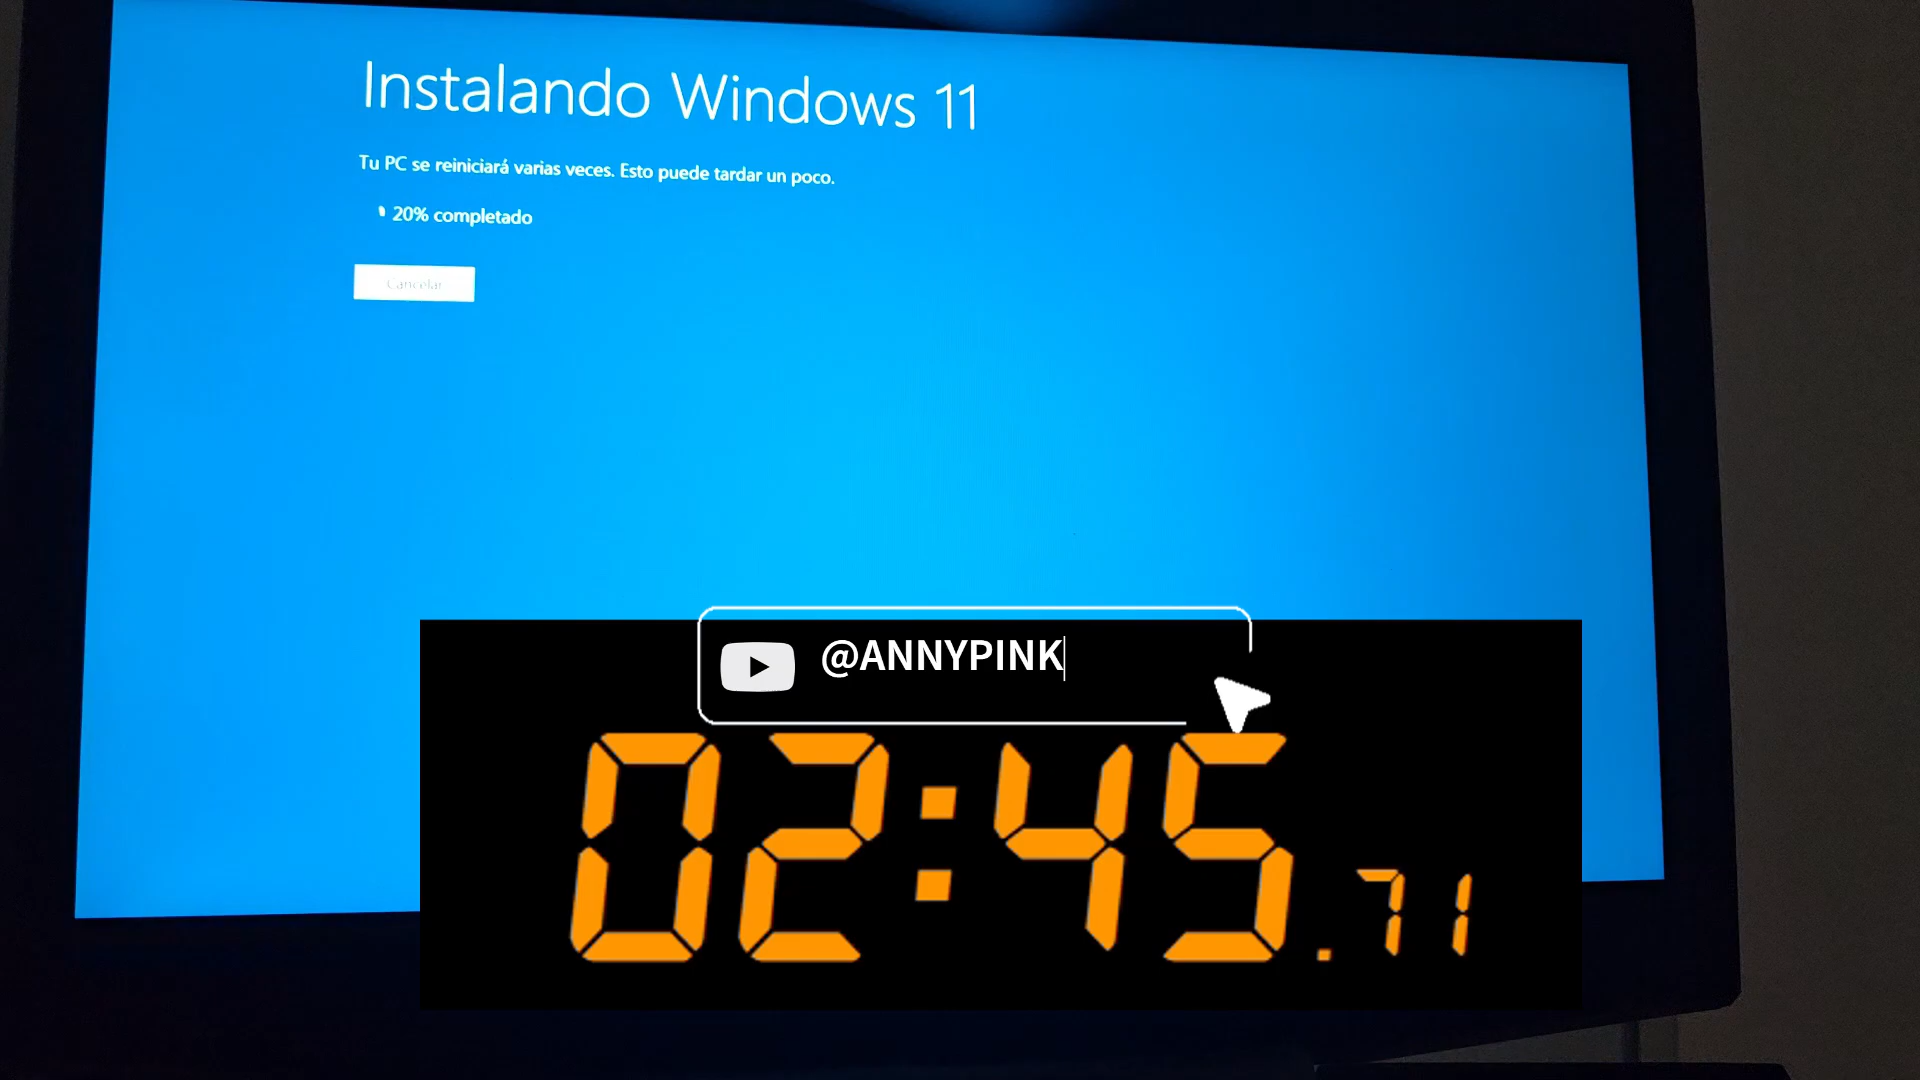 Instalando Windows 11
Tu PC se reiniciará varias veces. Esto puede tardar un poco.
20% completado
Cancelar
@ANNYPINK
02:45.71